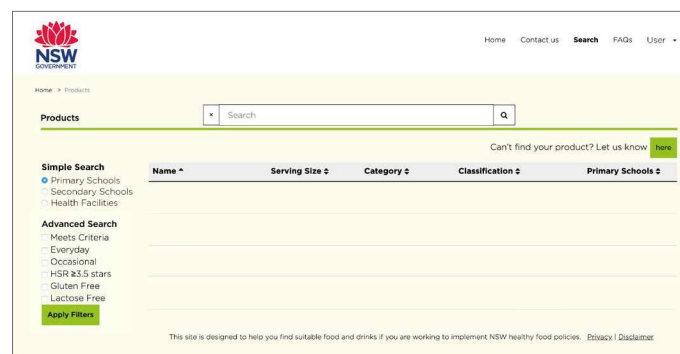 NSW
GOVERNMENT
Home Contact us Search FAQs User
Home > Products
Products
× Search
Can't find your product? Let us know here
Simple Search
Primary Schools
Secondary Schools
Health Facilities
Advanced Search
Meets Criteria
Everyday
Occasional
HSR ≥3.5 stars
Gluten Free
Lactose Free
Apply Filters
Name Serving Size Category Classification Primary Schools
This site is designed to help you find suitable food and drinks if you are working to implement NSW healthy food policies. Privacy | Disclaimer